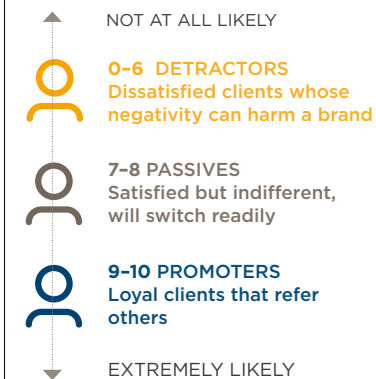 NOT AT ALL LIKELY
0–6 DETRACTORS
Dissatisfied clients whose
negativity can harm a brand
7–8 PASSIVES
Satisfied but indifferent,
will switch readily
9–10 PROMOTERS
Loyal clients that refer
others
EXTREMELY LIKELY